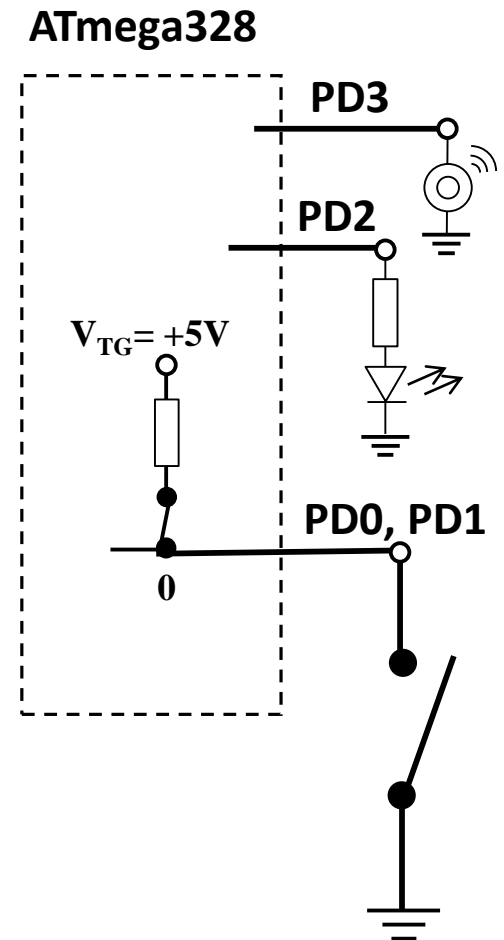 ATmega328
PD3
PD2
VTG= +5V
PD0, PD1
0